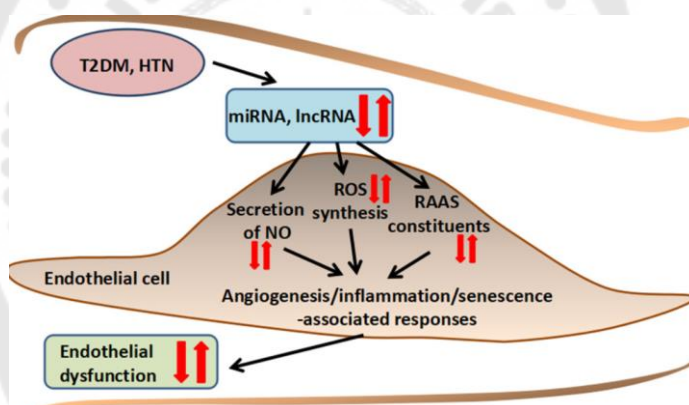 T2DM, HTN
miRNA, lncRNA
Secretion
of NO
ROS
synthesis
RAAS
constituents
Endothelial cell
Angiogenesis/inflammation/senescence
-associated responses
Endothelial
dysfunction